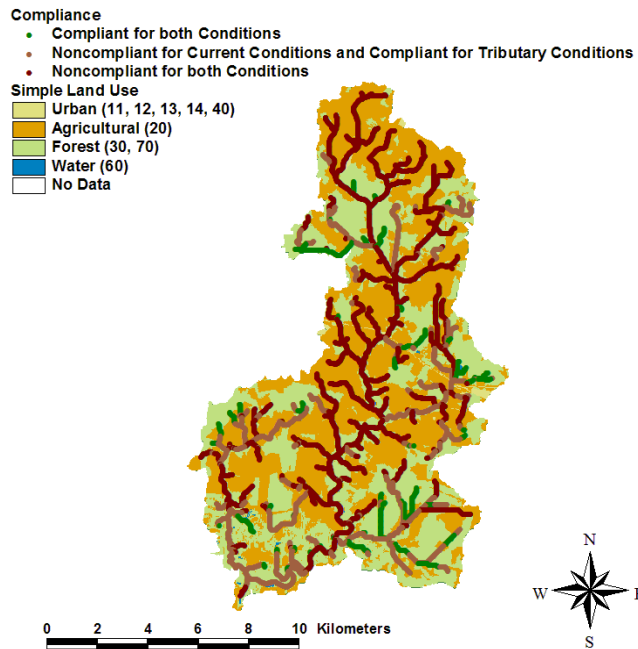 Compliance
Compliant for both Conditions
Noncompliant for Current Conditions and Compliant for Tributary Conditions
Noncompliant for both Conditions
Simple Land Use
Urban (11, 12, 13, 14, 40)
Agricultural (20)
Forest (30, 70)
Water (60)
No Data
N
W
S
0 2 4 6 8 10 Kilometers